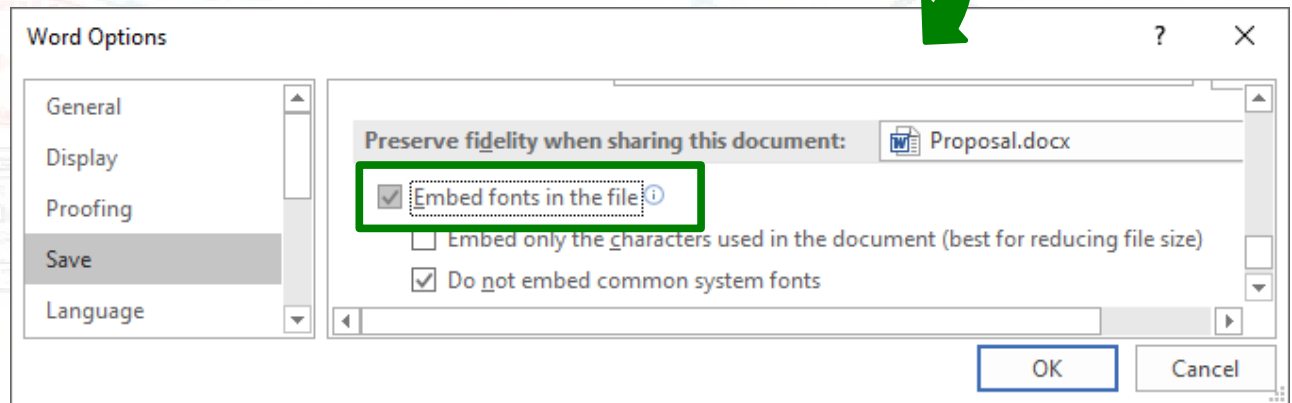 Word Options
?
General
Display
Proofing
Save
Language
Preserve fidelity when sharing this document:
Proposal.docx
Embed fonts in the file
Embed only the characters used in the document (best for reducing file size)
Do not embed common system fonts
OK
Cancel